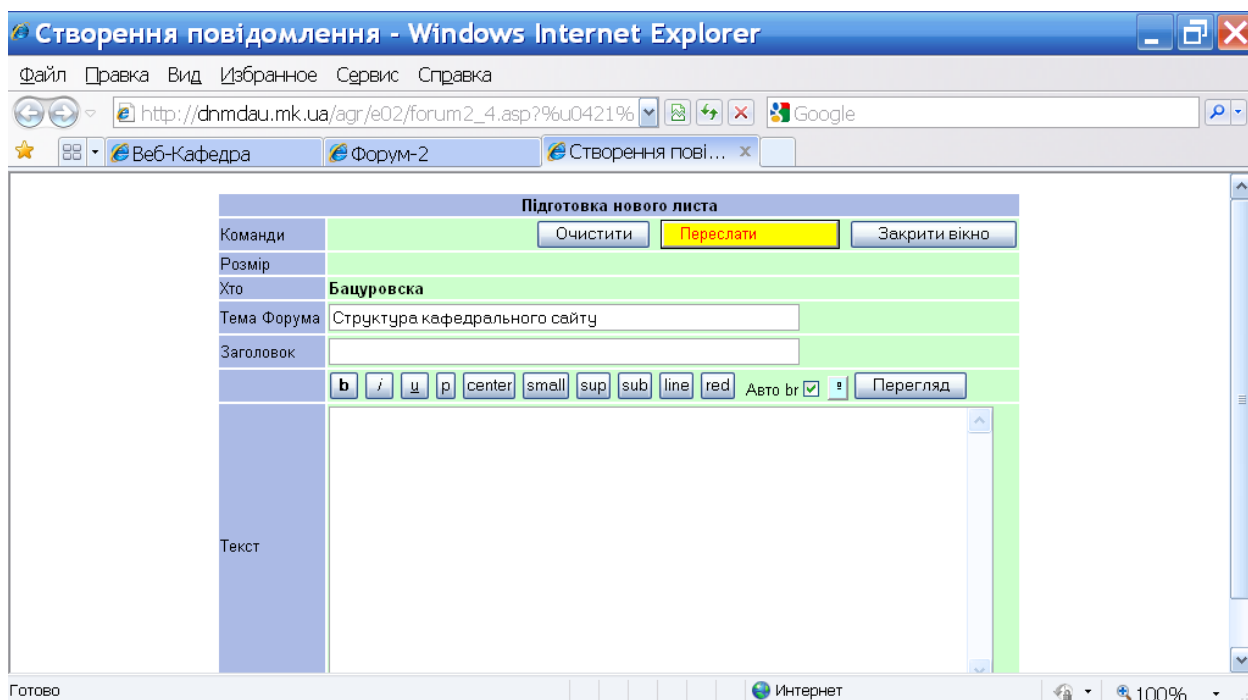 Створення повідомлення - Windows Internet Explorer
Файл Правка Вид Избранное Сервис Справка
http://dnmdau.mk.ua/agr/e02/forum2_4.asp?%u0421% Google
Веб-Кафедра Форум-2 Створення пові...
Підготовка нового листа
Команди Очистити Переслати Закрити вікно
Розмір
Хто Бацуровска
Тема Форума Структура кафедрального сайту
Заголовок
b i u p center small sup sub line red Авто br Перегляд
Текст
Готово Интернет 100%